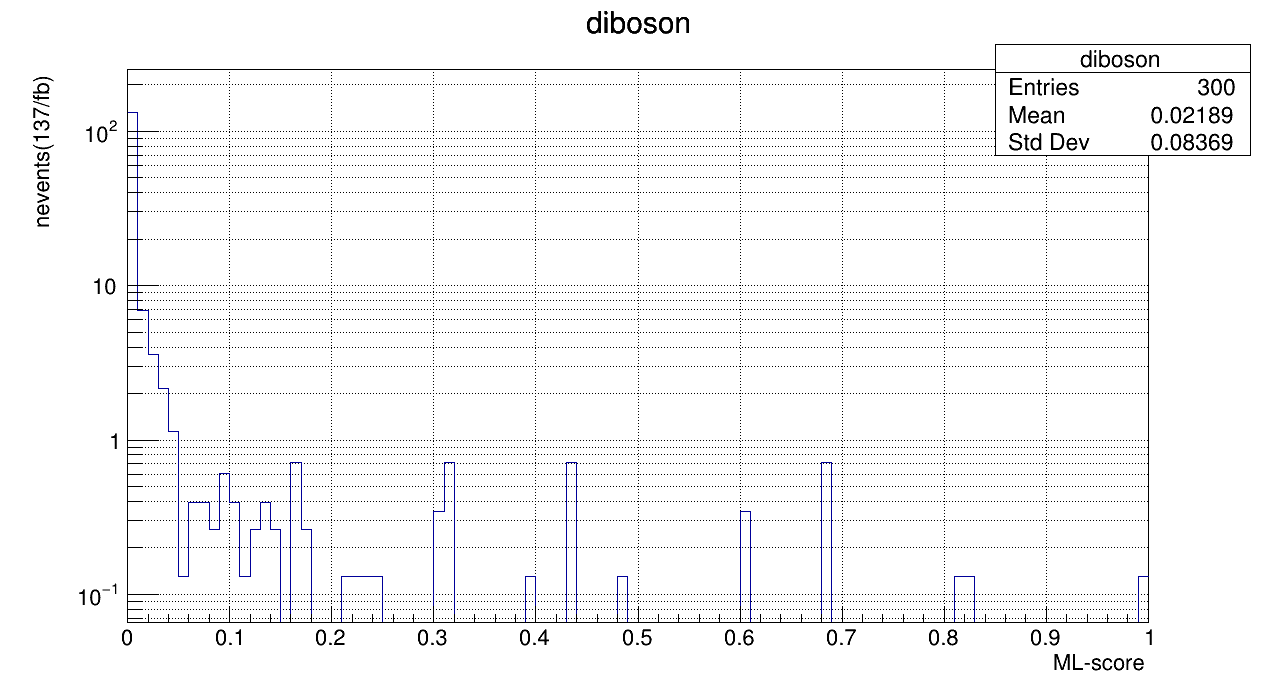 diboson
diboson
Entries 300
Mean 0.02189
Std Dev 0.08369
nevents(137/fb)
10²
10
1
10⁻¹
0 0.1 0.2 0.3 0.4 0.5 0.6 0.7 0.8 0.9 1
ML-score